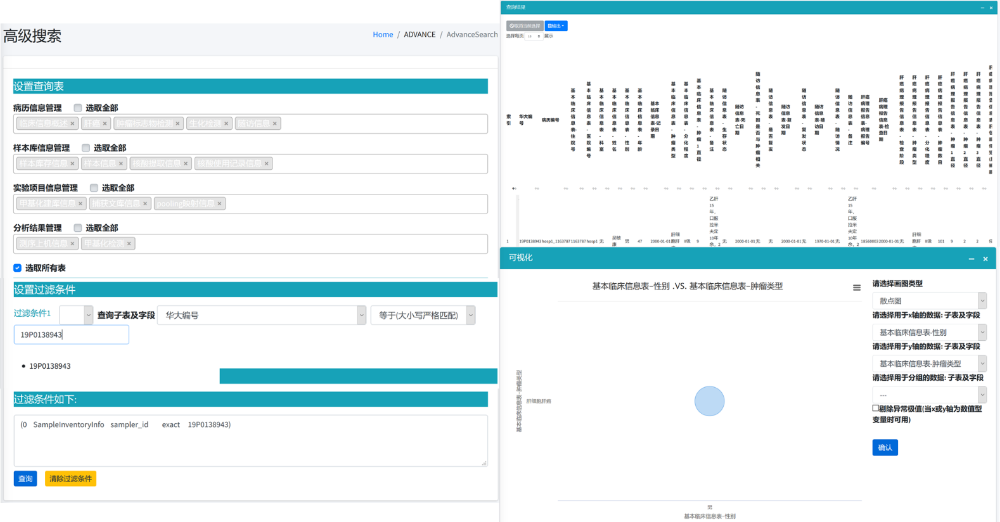 高级搜索
Home / ADVANCE / AdvanceSearch
设置查询表
病历信息管理 选取全部
临床信息概述 × 肝癌 × 肿瘤标志物检测 × 生化检测 × 随访信息 ×
样本库信息管理 选取全部
样本库存信息 × 样本信息 × 核酸提取信息 × 核酸使用记录信息 ×
实验项目信息管理 选取全部
甲基化建库信息 × 捕获文库信息 × pooling映射信息 ×
分析结果管理 选取全部
测序上机信息 × 甲基化检测 ×
选取所有表
设置过滤条件
过滤条件1 查询子表及字段 华大编号 等于(大小写严格匹配)
19P0138943
• 19P0138943
过滤条件如下:
(0 SampleInventoryInfo sampler_id exact 19P0138943)
查询 清除过滤条件
查询结果
取消当前选择 输出
选择每页 10 展示
索引
华大编号
病历编号
基本临床信息表-住院号
基本临床信息表-医院编号
基本临床信息表-科室
基本临床信息表-姓名
基本临床信息表-性别
基本临床信息表-年龄
基本临床信息表-记录日期
基本临床信息表-肿瘤类型
基本临床信息表-分化程度
基本临床信息表-肿瘤1直径
基本临床信息表-备注
随访信息表-生存状态
随访信息表-死亡日期
随访信息表-死因是否与肿瘤相关
随访信息表-是否复发
随访信息表-复发日期
随访信息表-复发状态
随访信息表-随访日期
随访信息表-随访情况
随访信息表-备注
肝癌病理报告信息表-病理报告编号
肝癌病理报告信息表-检查日期
肝癌病理报告信息表-检查阶段
肝癌病理报告信息表-肿瘤类型
肝癌病理报告信息表-分化程度
肝癌病理报告信息表-肿瘤数目
肝癌病理报告信息表-肿瘤1直径
肝癌病理报告信息表-肿瘤2直径
肝癌病理报告信息表-肿瘤3直径
1 19P0138943 hosp1_1163787 1163787 hosp1 无 吴敏康 男 47 2000-01-01 肝细胞肝 III级 9 乙肝15年，口服拉米夫定10年余，2 无 2000-01-01 无 无 2000-01-01 无 1970-01-01 无 乙肝15年，口服拉米夫定10年余，2 18560003 2000-01-01 无 肝细胞肝 II级 101 9 2 2
可视化
基本临床信息表-性别 .VS. 基本临床信息表-肿瘤类型
基本临床信息表-肿瘤类型
肝细胞肝癌
男
基本临床信息表-性别
请选择画图类型
散点图
请选择用于x轴的数据: 子表及字段
基本临床信息表-性别
请选择用于y轴的数据: 子表及字段
基本临床信息表-肿瘤类型
请选择用于分组的数据: 子表及字段
---
剔除异常极值(当x或y轴为数值型
变量时可用)
确认